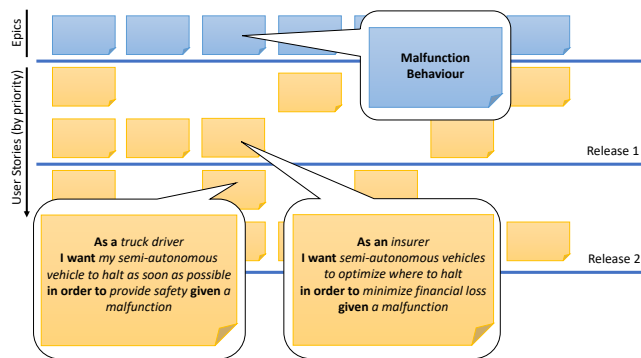 Epics
Malfunction
Behaviour
User Stories (by priority)
Release 1
As a truck driver
I want my semi-autonomous
vehicle to halt as soon as possible
in order to provide safety given a
malfunction
As an insurer
I want semi-autonomous vehicles
to optimize where to halt
in order to minimize financial loss
given a malfunction
Release 2